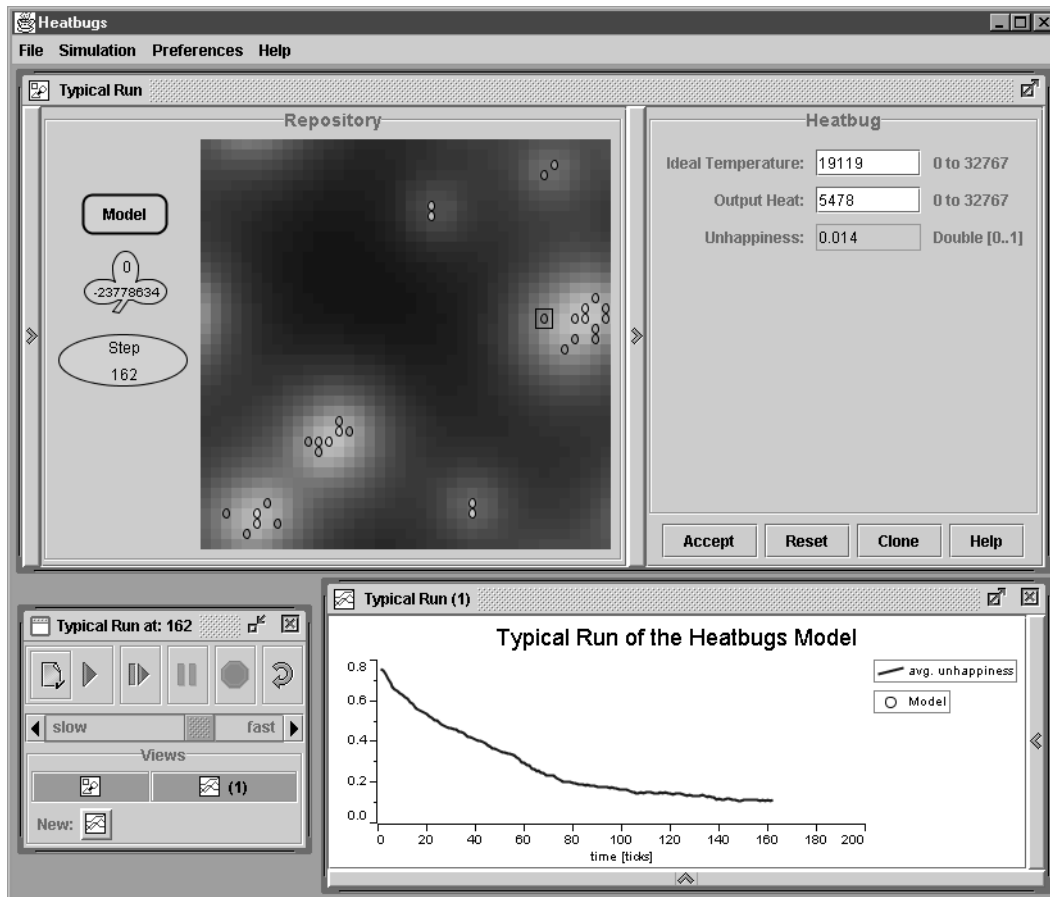 Heatbugs
File Simulation Preferences Help
Typical Run
Repository
Model
0
-23778634
Step
162
Heatbug
Ideal Temperature: 19119 0 to 32767
Output Heat: 5478 0 to 32767
Unhappiness: 0.014 Double [0..1]
Accept Reset Clone Help
Typical Run at: 162
slow fast
Views
(1)
New:
Typical Run (1)
Typical Run of the Heatbugs Model
0.8
0.6
0.4
0.2
0.0
0 20 40 60 80 100 120 140 160 180 200
time [ticks]
avg. unhappiness
Model